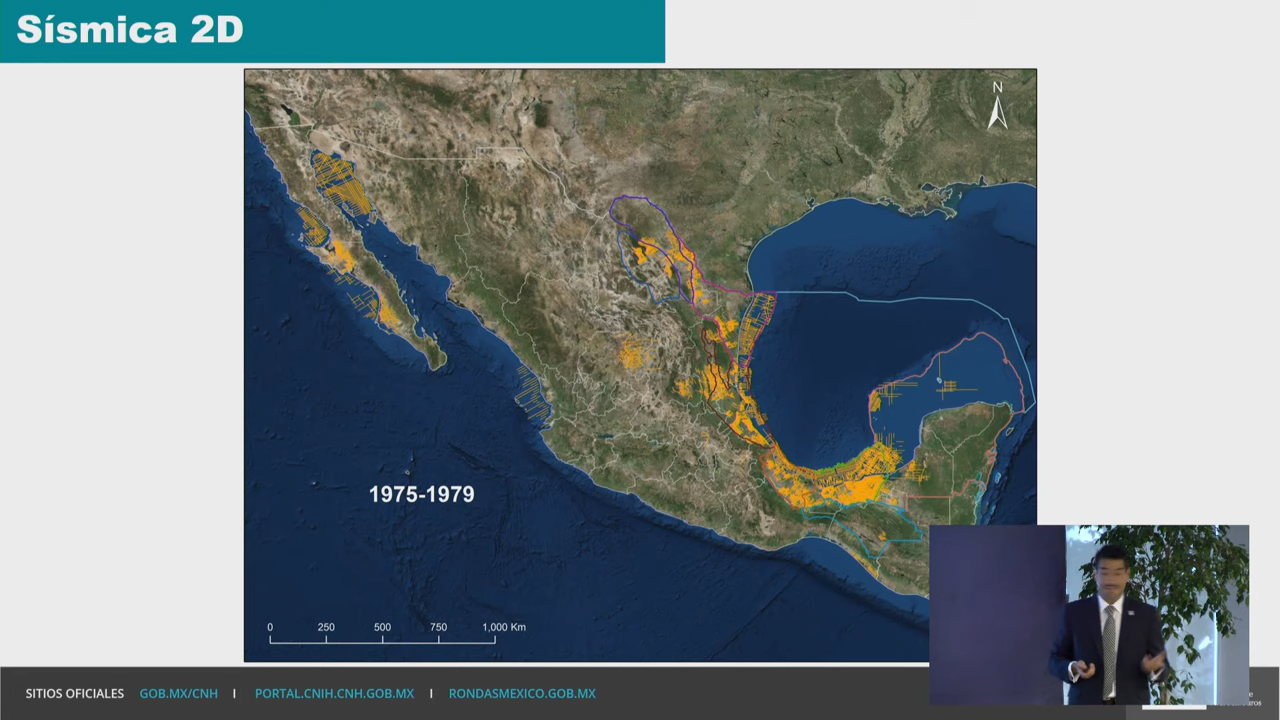 Sísmica 2D
N
1975-1979
0 250 500 750 1,000 Km
SITIOS OFICIALES GOB.MX/CNH I PORTAL.CNIH.CNH.GOB.MX I RONDASMEXICO.GOB.MX